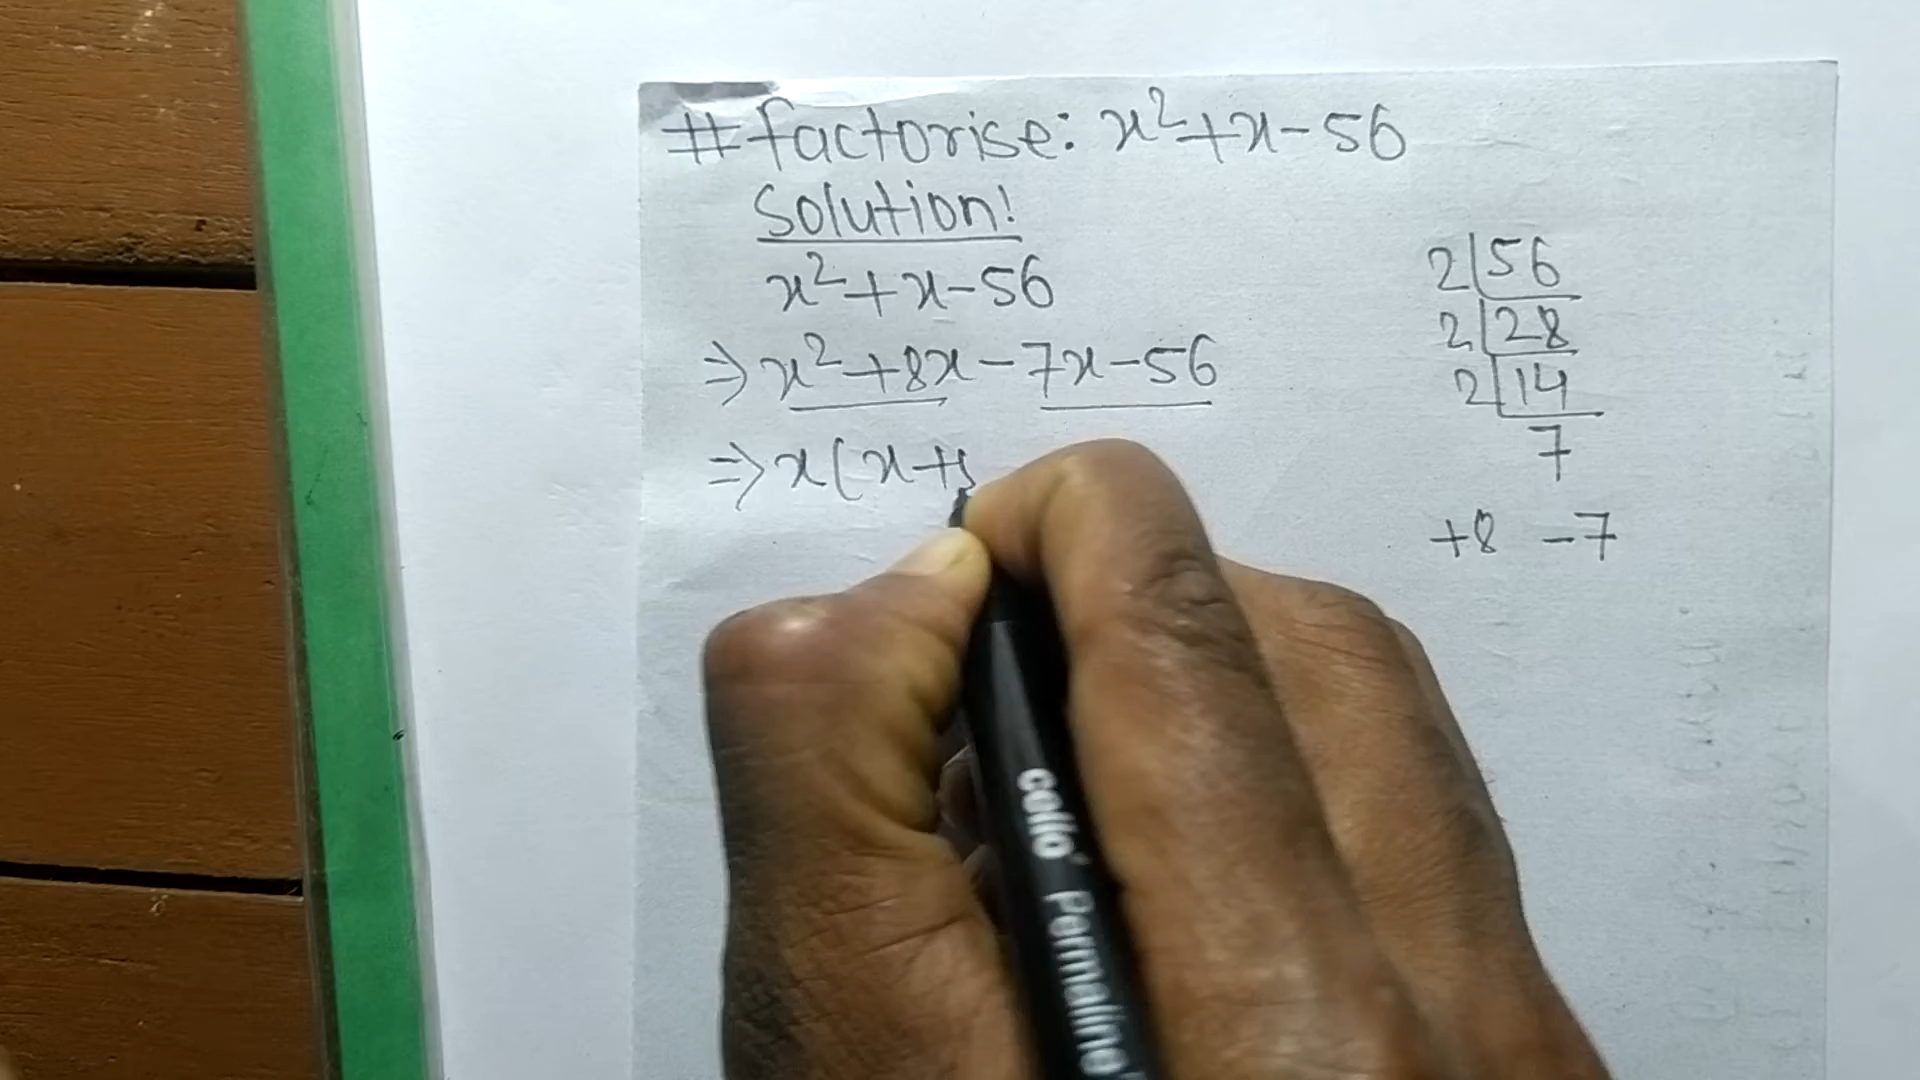 #factorise: x²+x-56
Solution!
x²+x-56
⇒x²+8x-7x-56
⇒x(x+
2|56
2|28
2|14
7
+8 -7
cello Permaline